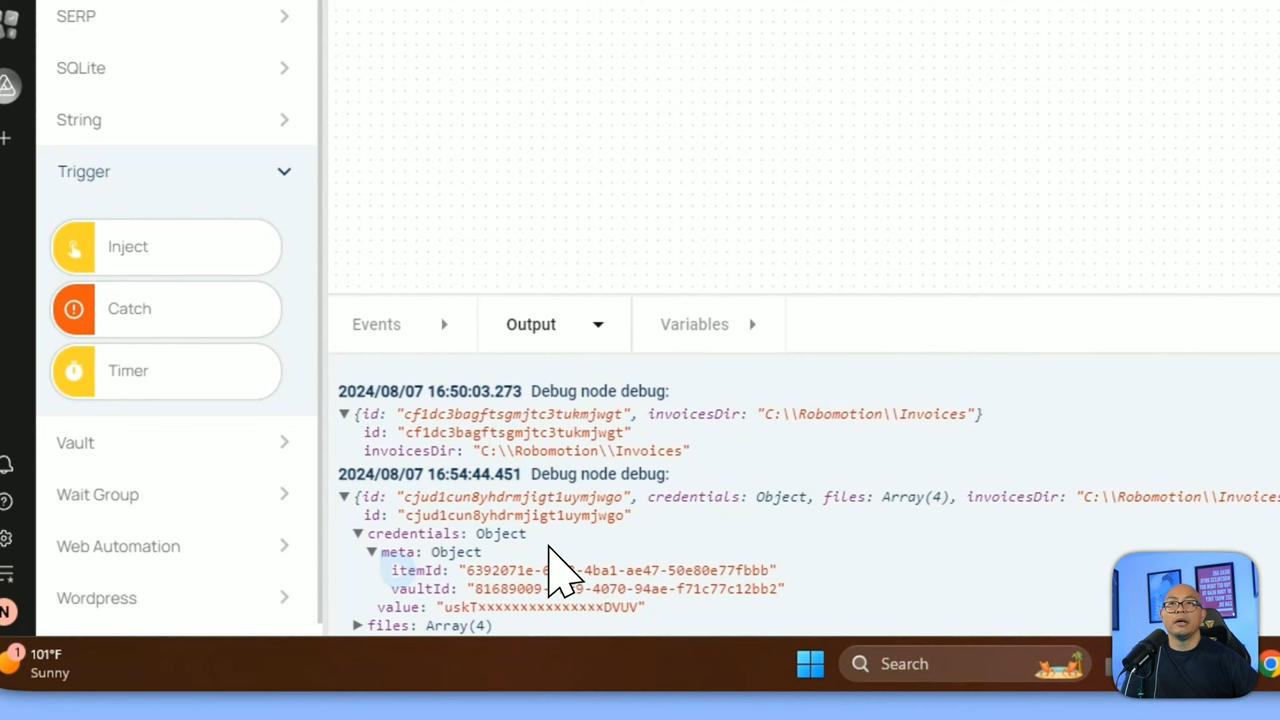 SERP
SQLite
String
Trigger
Inject
Catch
Timer
Vault
Wait Group
Web Automation
Wordpress
N
Events
Output
Variables
2024/08/07 16:50:03.273 Debug node debug:
{id: "cf1dc3bagftsgmjtc3tukmjwgt", invoicesDir: "C:\\Robomotion\\Invoices"}
id: "cf1dc3bagftsgmjtc3tukmjwgt"
invoicesDir: "C:\\Robomotion\\Invoices"
2024/08/07 16:54:44.451 Debug node debug:
{id: "cjud1cun8yhdrmjigt1uymjwgo", credentials: Object, files: Array(4), invoicesDir: "C:\\Robomotion\\Invoices
id: "cjud1cun8yhdrmjigt1uymjwgo"
credentials: Object
meta: Object
itemId: "6392071e- -4ba1-ae47-50e80e77fbbb"
vaultId: "81689009- -4070-94ae-f71c77c12bb2"
value: "uskTxxxxxxxxxxxxxxxxDVUV"
files: Array(4)
1
101°F
Sunny
Search